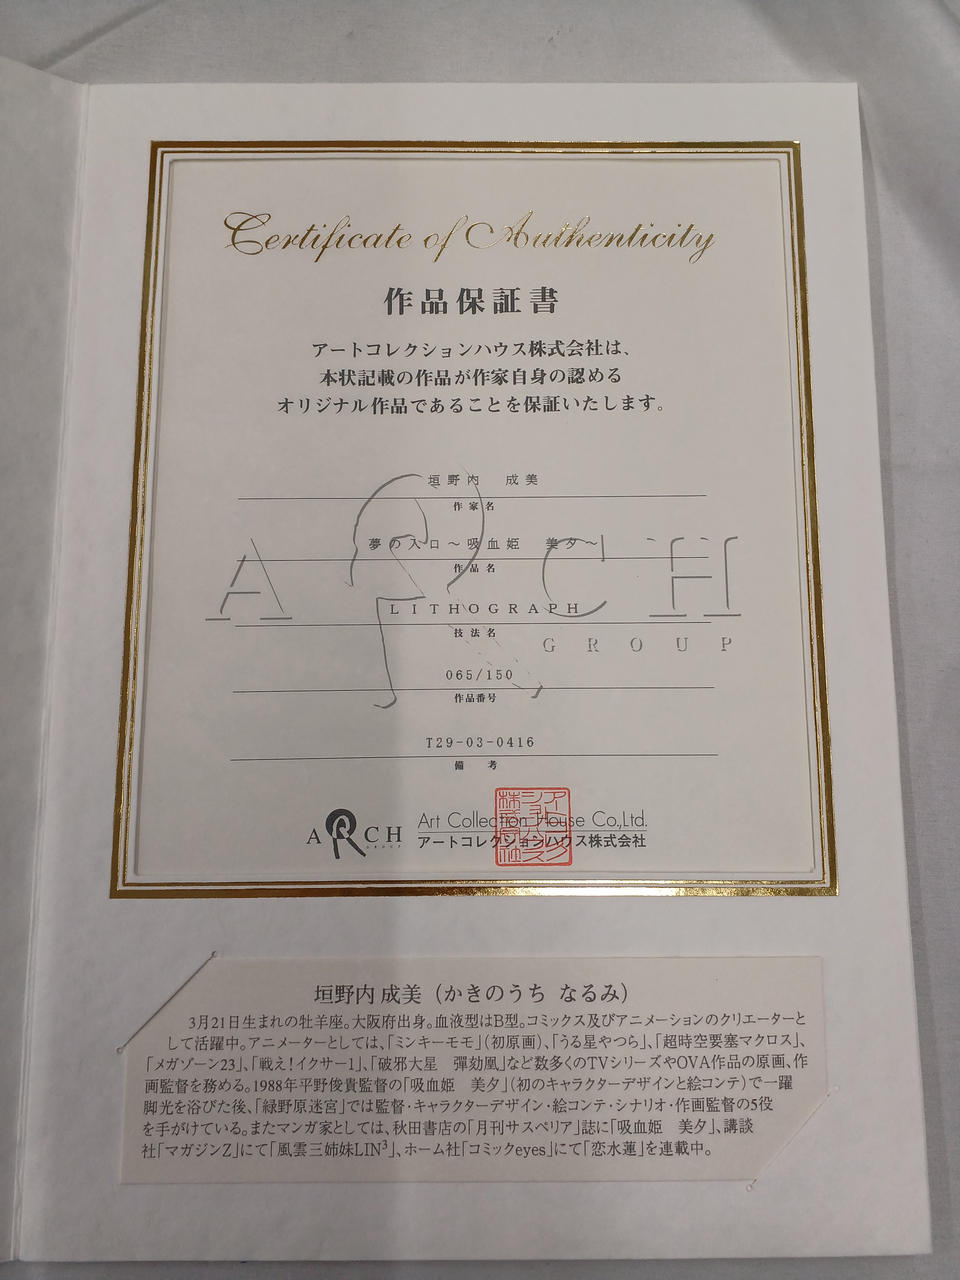 Certificate of Authenticity
作品保証書
アートコレクションハウス株式会社は、
本状記載の作品が作家自身の認める
オリジナル作品であることを保証いたします。
垣野内 成美
作家名
夢の入口～吸血姫 美夕～
作品名
ARCH
LITHOGRAPH
技法名
GROUP
065/150
作品番号
T29-03-0416
備 考
ARCH
GROUP
Art Collection House Co.,Ltd.
アートコレクションハウス株式会社
アートコレク
ションハウス
株式会社
垣野内 成美（かきのうち なるみ）
3月21日生まれの牡羊座。大阪府出身。血液型はB型。コミックス及びアニメーションのクリエーターと
して活躍中。アニメーターとしては、「ミンキーモモ」（初原画）、「うる星やつら」、「超時空要塞マクロス」、
「メガゾーン23」、「戦え！イクサー1」、「破邪大星 彈劾凰」など数多くのTVシリーズやOVA作品の原画、作
画監督を務める。1988年平野俊貴監督の「吸血姫 美夕」（初のキャラクターデザインと絵コンテ）で一躍
脚光を浴びた後、「緑野原迷宮」では監督・キャラクターデザイン・絵コンテ・シナリオ・作画監督の5役
を手がけている。またマンガ家としては、秋田書店の「月刊サスペリア」誌に「吸血姫 美夕」、講談
社「マガジンZ」にて「風雲三姉妹LIN³」、ホーム社「コミックeyes」にて「恋水蓮」を連載中。